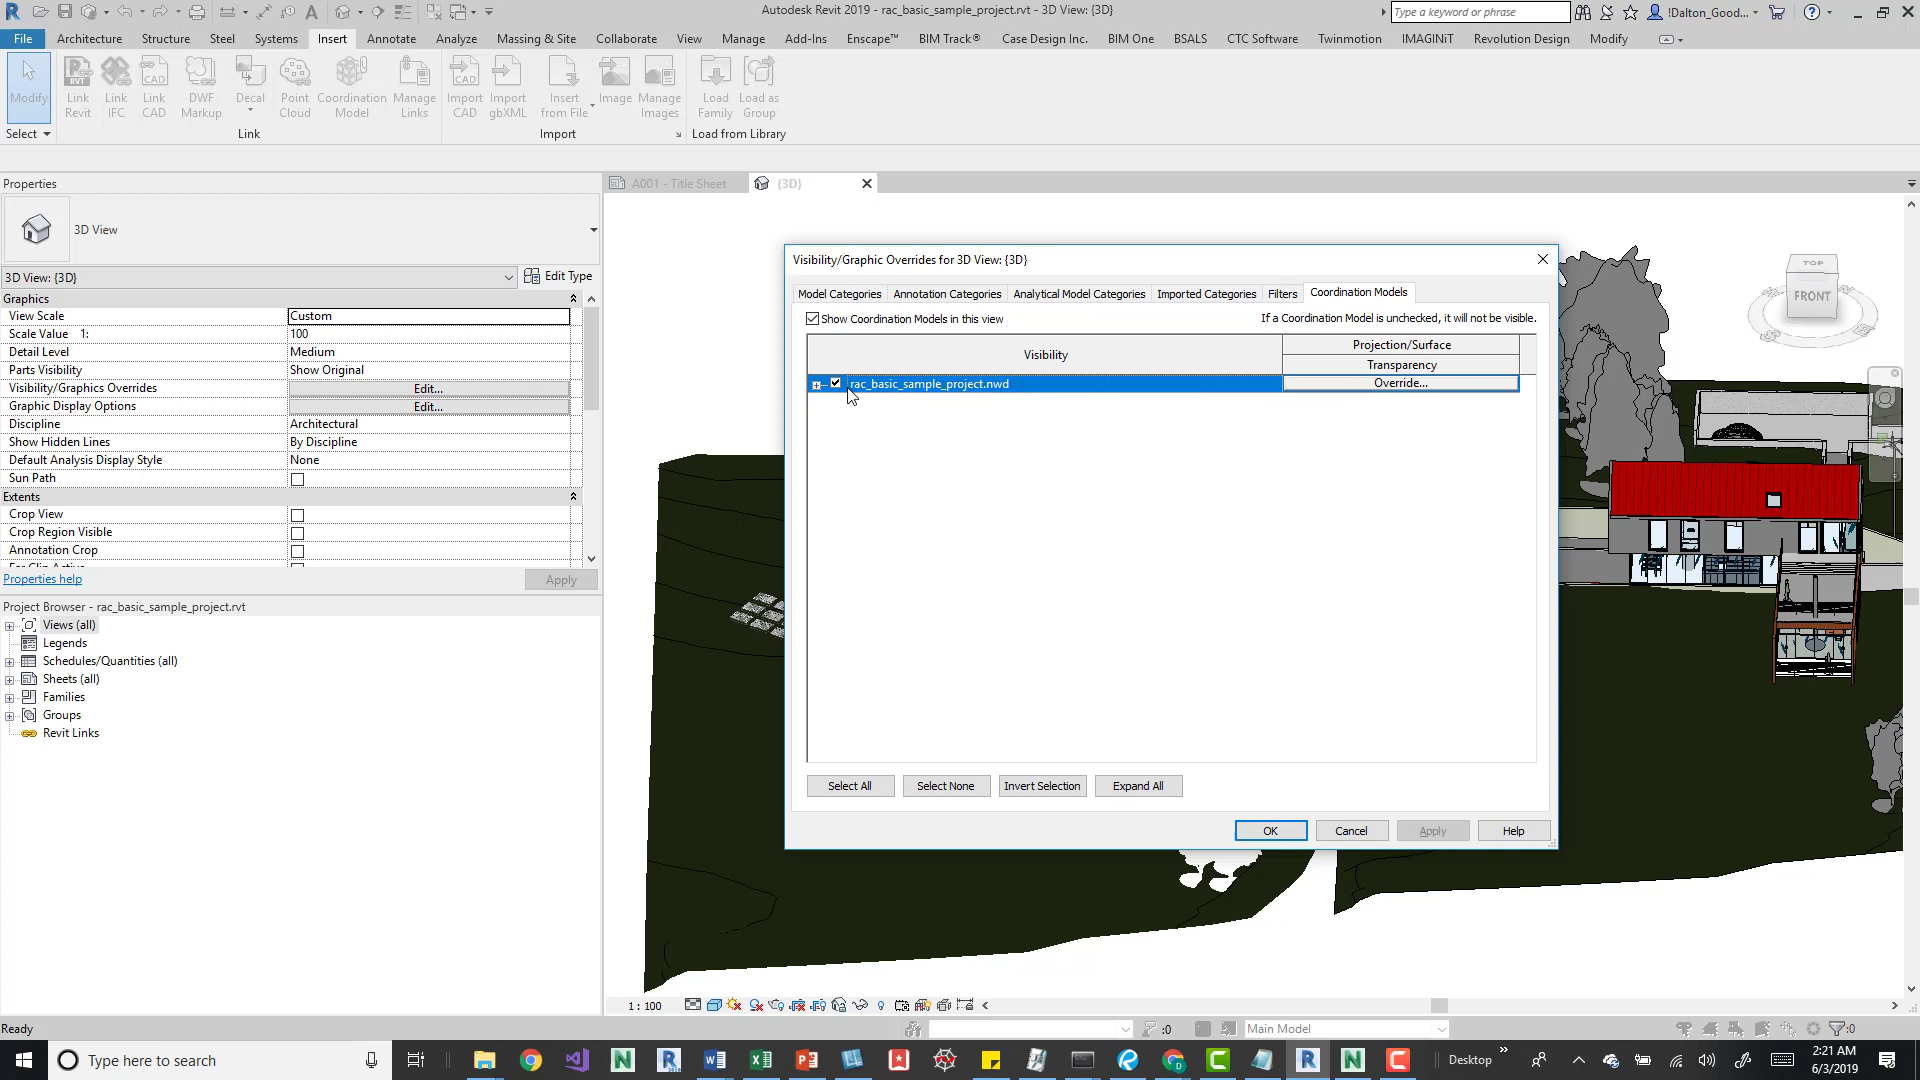 Autodesk Revit 2019 - rac_basic_sample_project.rvt - 3D View: {3D}
Type a keyword or phrase
!Dalton_Good...
File Architecture Structure Steel Systems Insert Annotate Analyze Massing & Site Collaborate View Manage Add-Ins Enscape™ BIM Track® Case Design Inc. BIM One BSALS CTC Software Twinmotion IMAGINiT Revolution Design Modify
Modify
Link Revit
Link IFC
Link CAD
DWF Markup
Decal
Point Cloud
Coordination Model
Manage Links
Import CAD
Import gbXML
Insert from File
Image
Manage Images
Load Family
Load as Group
Select
Link
Import
Load from Library
Properties
A001 - Title Sheet
{3D}
3D View
3D View: {3D}
Edit Type
Graphics
View Scale Custom
Scale Value 1: 100
Detail Level Medium
Parts Visibility Show Original
Visibility/Graphics Overrides Edit...
Graphic Display Options Edit...
Discipline Architectural
Show Hidden Lines By Discipline
Default Analysis Display Style None
Sun Path
Extents
Crop View
Crop Region Visible
Annotation Crop
Properties help
Apply
Project Browser - rac_basic_sample_project.rvt
Views (all)
Legends
Schedules/Quantities (all)
Sheets (all)
Families
Groups
Revit Links
Visibility/Graphic Overrides for 3D View: {3D}
Model Categories Annotation Categories Analytical Model Categories Imported Categories Filters Coordination Models
Show Coordination Models in this view
If a Coordination Model is unchecked, it will not be visible.
Visibility
Projection/Surface
Transparency
rac_basic_sample_project.nwd
Override...
Select All
Select None
Invert Selection
Expand All
OK
Cancel
Apply
Help
TOP
FRONT
1 : 100
Ready
:0
Main Model
:0
Type here to search
Desktop
2:21 AM
6/3/2019